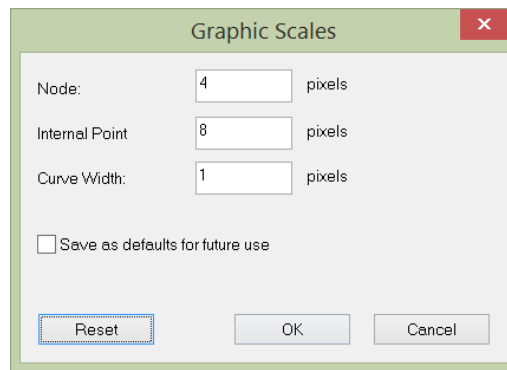 Graphic Scales
Node: 4 pixels
Internal Point 8 pixels
Curve Width: 1 pixels
Save as defaults for future use
Reset OK Cancel